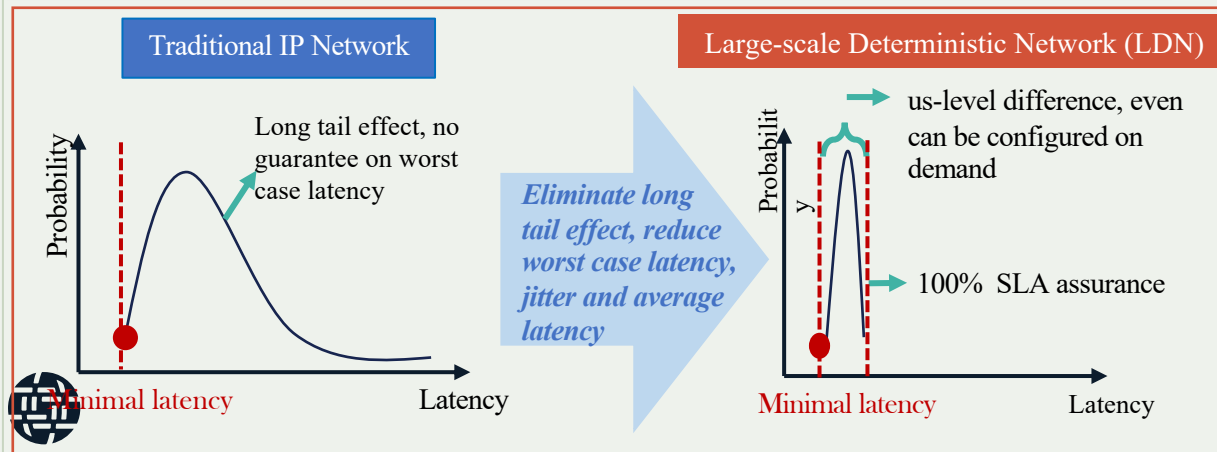 Traditional IP Network
Large-scale Deterministic Network (LDN)
Probability
Long tail effect, no
guarantee on worst
case latency
Minimal latency
Latency
Eliminate long
tail effect, reduce
worst case latency,
jitter and average
latency
Probabilit
y
us-level difference, even
can be configured on
demand
100% SLA assurance
Minimal latency
Latency